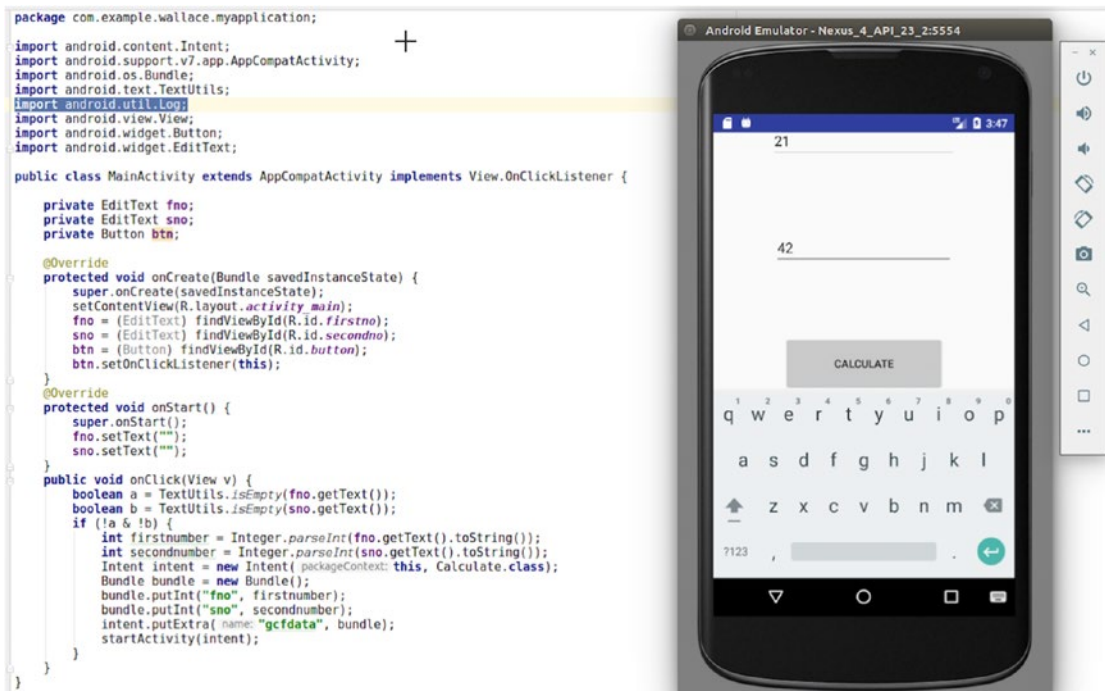 package com.example.wallace.myapplication;
import android.content.Intent;
import android.support.v7.app.AppCompatActivity;
import android.os.Bundle;
import android.text.TextUtils;
import android.util.Log;
import android.view.View;
import android.widget.Button;
import android.widget.EditText;
public class MainActivity extends AppCompatActivity implements View.OnClickListener {
private EditText fno;
private EditText sno;
private Button btn;
@Override
protected void onCreate(Bundle savedInstanceState) {
super.onCreate(savedInstanceState);
setContentView(R.layout.activity_main);
fno = (EditText) findViewById(R.id.firstno);
sno = (EditText) findViewById(R.id.secondno);
btn = (Button) findViewById(R.id.button);
btn.setOnClickListener(this);
}
@Override
protected void onStart() {
super.onStart();
fno.setText("");
sno.setText("");
}
public void onClick(View v) {
boolean a = TextUtils.isEmpty(fno.getText());
boolean b = TextUtils.isEmpty(sno.getText());
if (!a & !b) {
int firstnumber = Integer.parseInt(fno.getText().toString());
int secondnumber = Integer.parseInt(sno.getText().toString());
Intent intent = new Intent( packageContext: this, Calculate.class);
Bundle bundle = new Bundle();
bundle.putInt("fno", firstnumber);
bundle.putInt("sno", secondnumber);
intent.putExtra( name: "gcfdata", bundle);
startActivity(intent);
}
}
}
Android Emulator - Nexus_4_API_23_2:5554
3:47
21
42
CALCULATE
1 2 3 4 5 6 7 8 9 0
q w e r t y u i o p
a s d f g h j k l
z x c v b n m
?123 , .